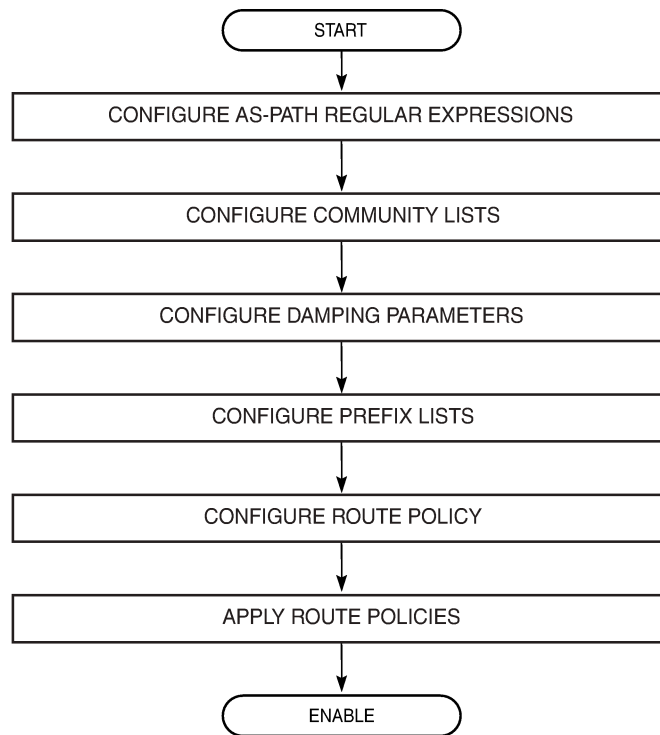 START
CONFIGURE AS-PATH REGULAR EXPRESSIONS
CONFIGURE COMMUNITY LISTS
CONFIGURE DAMPING PARAMETERS
CONFIGURE PREFIX LISTS
CONFIGURE ROUTE POLICY
APPLY ROUTE POLICIES
ENABLE